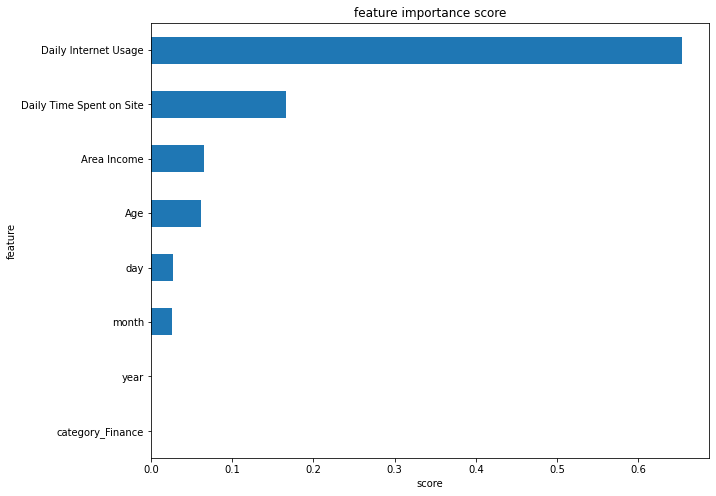 feature importance score
Daily Internet Usage
Daily Time Spent on Site
Area Income
Age
day
month
year
category_Finance
feature
0.0 0.1 0.2 0.3 0.4 0.5 0.6
score